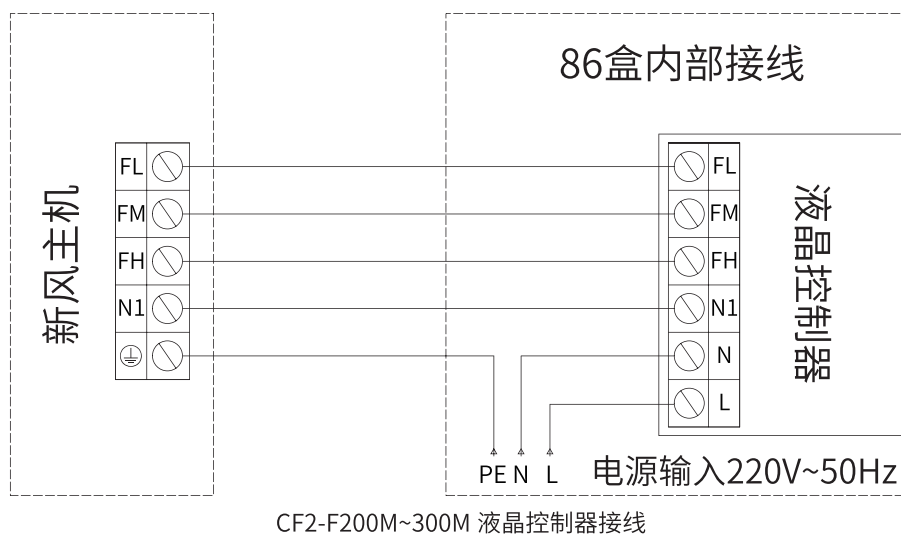 86盒内部接线
新风主机
FL
FM
FH
N1
FL
FM
FH
N1
N
L
液晶控制器
PE N L 电源输入220V~50Hz
CF2-F200M~300M 液晶控制器接线